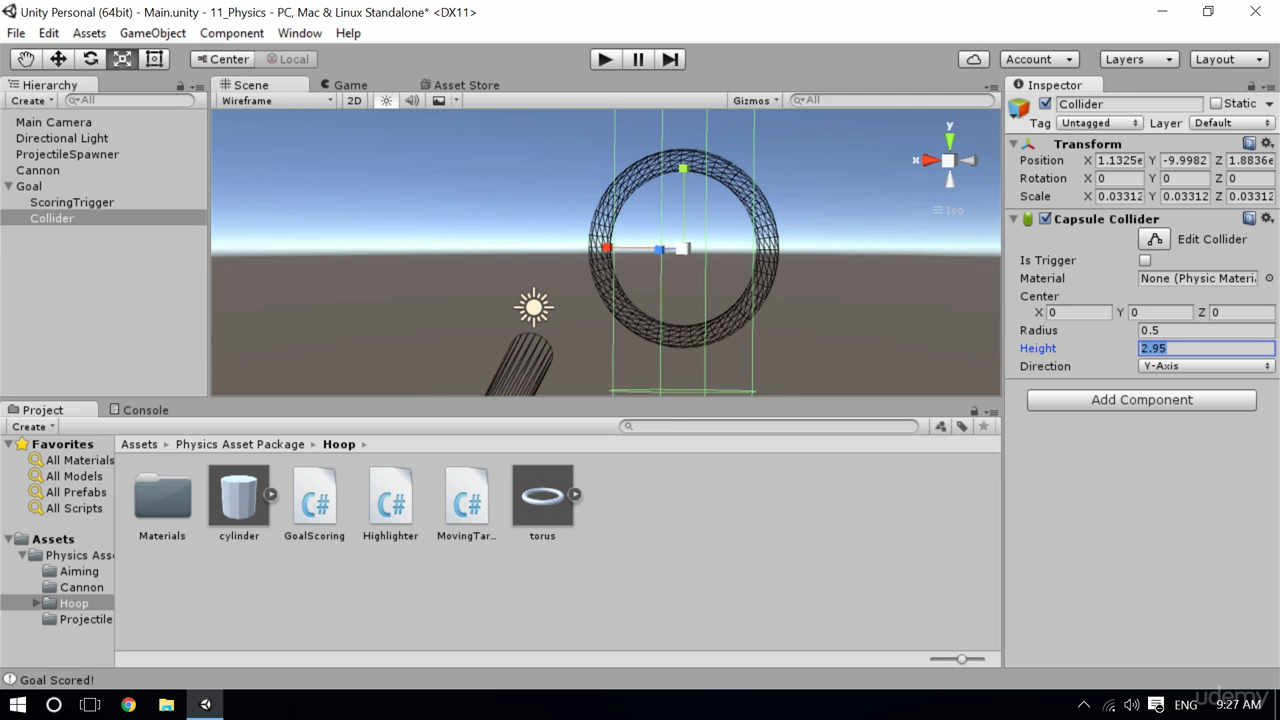 Unity Personal (64bit) - Main.unity - 11_Physics - PC, Mac & Linux Standalone* <DX11>
File Edit Assets GameObject Component Window Help
Center Local Account Layers Layout
Hierarchy
Create All
Main Camera
Directional Light
ProjectileSpawner
Cannon
Goal
ScoringTrigger
Collider
Scene Game Asset Store
Wireframe 2D Gizmos All
y
x
Iso
Inspector
Collider Static
Tag Untagged Layer Default
Transform
Position X 1.1325e Y -9.9982 Z 1.8836e
Rotation X 0 Y 0 Z 0
Scale X 0.03312 Y 0.03312 Z 0.03312
Capsule Collider
Edit Collider
Is Trigger
Material None (Physic Materi
Center
X 0 Y 0 Z 0
Radius 0.5
Height 2.95
Direction Y-Axis
Add Component
Project Console
Create
Favorites
All Materials
All Models
All Prefabs
All Scripts
Assets
Physics Asse
Aiming
Cannon
Hoop
Projectile
Assets Physics Asset Package Hoop
Materials cylinder GoalScoring Highlighter MovingTar... torus
Goal Scored!
ENG 9:27 AM
udemy